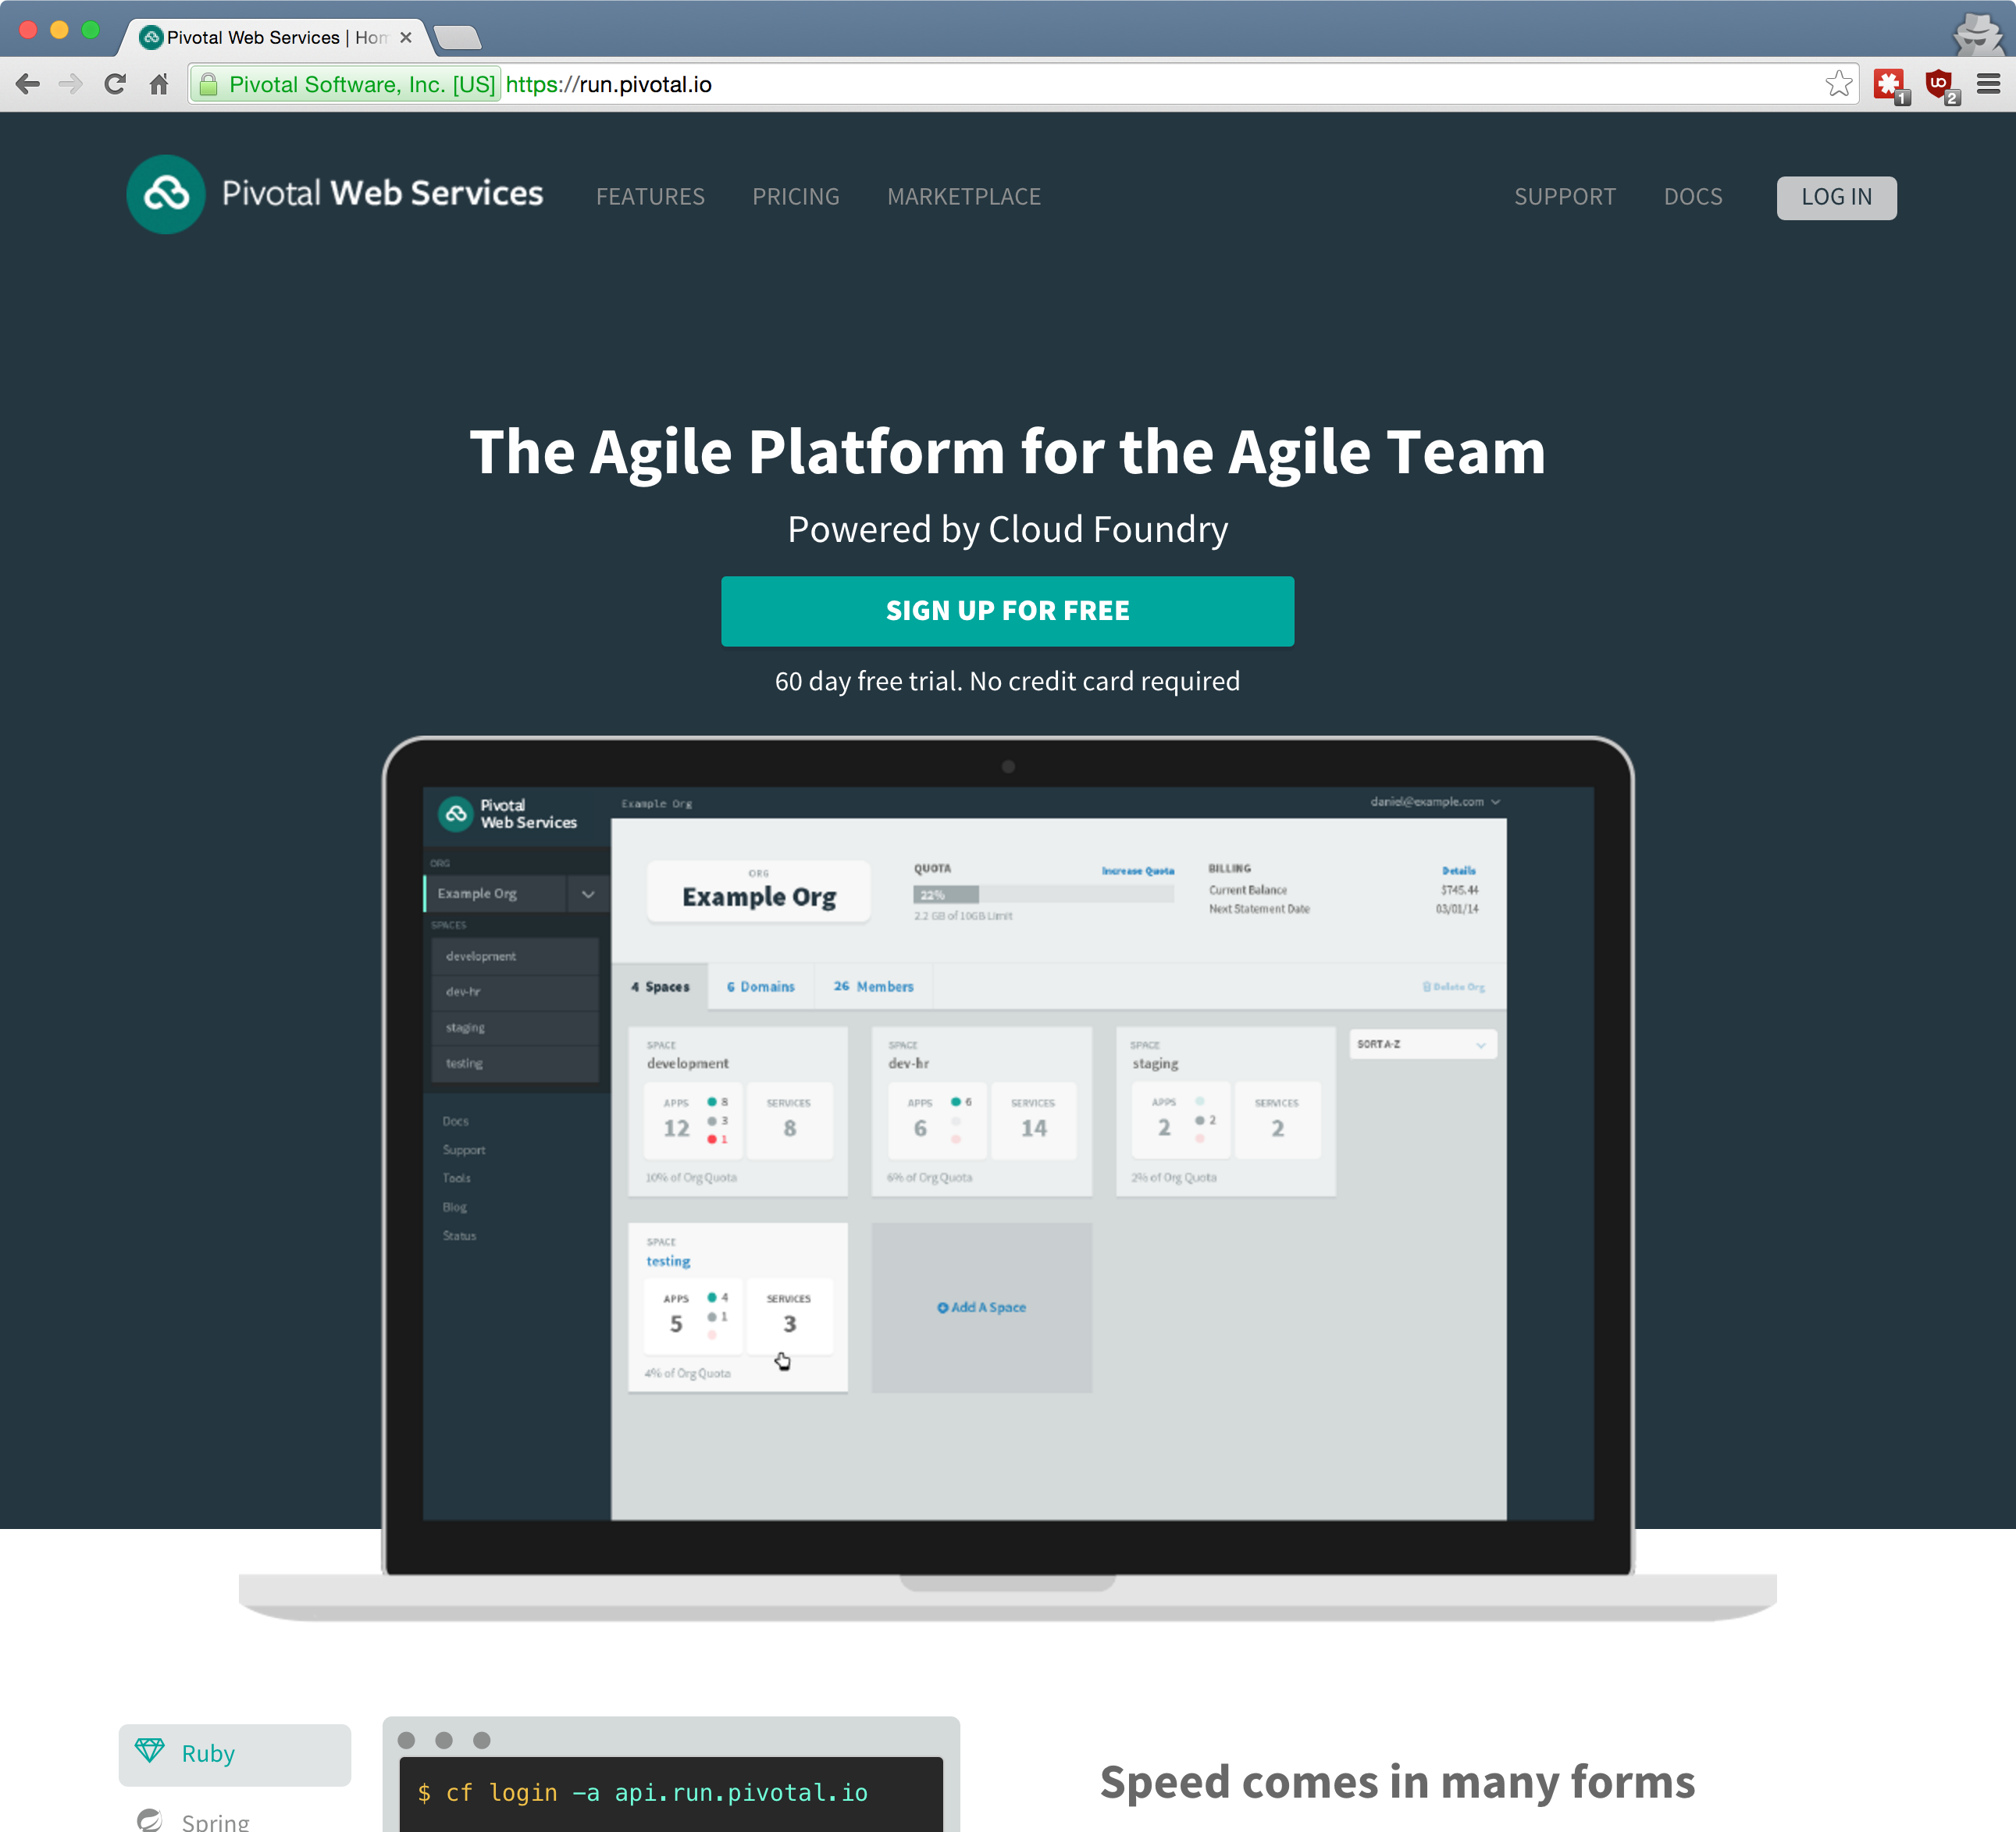 Pivotal Web Services | Hom
Pivotal Software, Inc. [US] https://run.pivotal.io
1
UO
2
Pivotal Web Services FEATURES PRICING MARKETPLACE SUPPORT DOCS LOG IN
The Agile Platform for the Agile Team
Powered by Cloud Foundry
SIGN UP FOR FREE
60 day free trial. No credit card required
Pivotal
Web Services
Example Org
daniel@example.com
ORG
Example Org
SPACES
development
dev-hr
staging
testing
Docs
Support
Tools
Blog
Status
ORG
Example Org
QUOTA Increase Quota
22%
2.2 GB of 10GB Limit
BILLING Details
Current Balance $745.44
Next Statement Date 03/01/14
4 Spaces 6 Domains 26 Members Delete Org
SPACE
development
APPS 8 SERVICES
12 3 8
1
10% of Org Quota
SPACE
dev-hr
APPS 6 SERVICES
6 14
6% of Org Quota
SPACE
staging
APPS SERVICES
2 2 2
2% of Org Quota
SORT A-Z
SPACE
testing
APPS 4 SERVICES
5 1 3
4% of Org Quota
Add A Space
Ruby
Spring
$ cf login -a api.run.pivotal.io
Speed comes in many forms